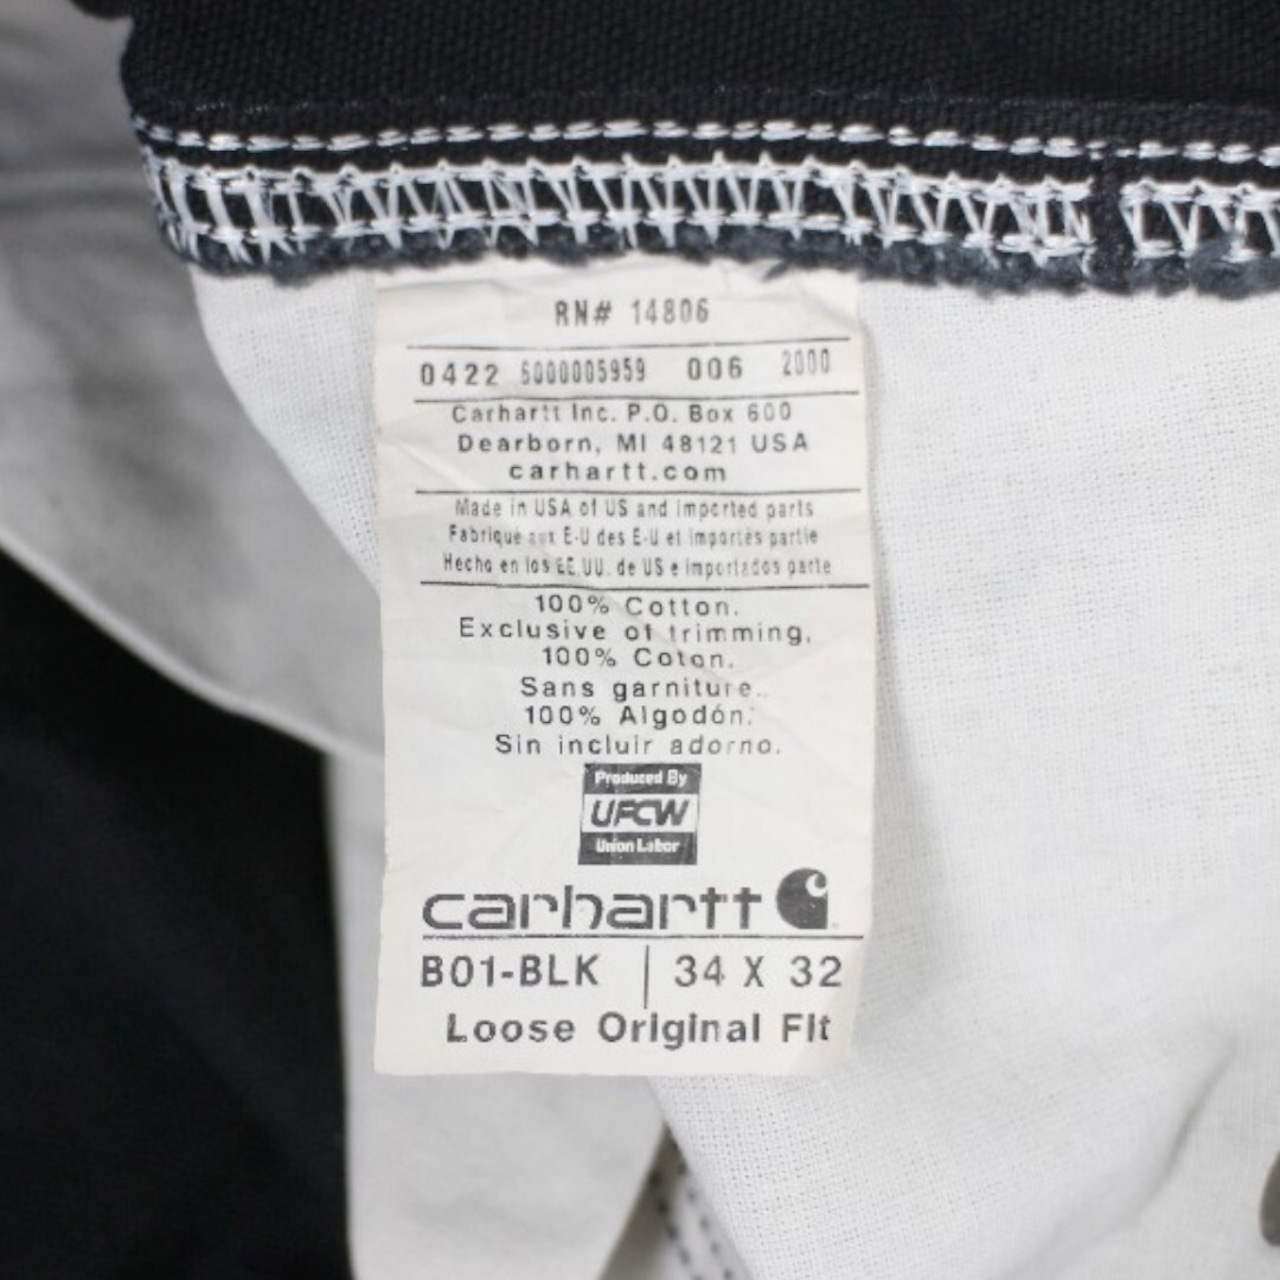 RN# 14806
0422 5000005959 006 2000
Carhartt Inc. P.O. Box 600
Dearborn, MI 48121 USA
carhartt.com
Made in USA of US and imported parts
Fabriqué aux E-U des E-U et importés partie
Hecho en los EE.UU. de US e importados parte
100% Cotton.
Exclusive of trimming.
100% Coton.
Sans garniture.
100% Algodón.
Sin incluir adorno.
Produced By
UFCW
Union Labor
carhartt
B01-BLK | 34 X 32
Loose Original Fit